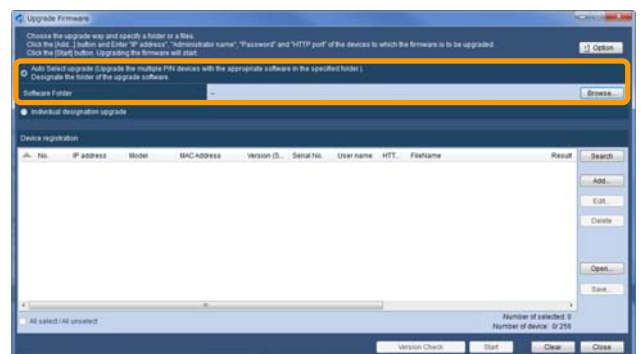 Upgrade Firmware
Choose the upgrade way and specify a folder or a files.
Click the [Add...] button and Enter "IP address", "Administrator name", "Password" and "HTTP port" of the devices to which the firmware is to be upgraded.
Click the [Start] button. Upgrading the firmware will start.
Option
Auto Select upgrade (Upgrade the multiple P/N devices with the appropriate software in the specified folder.)
Designate the folder of the upgrade software.
Software Folder
--
Browse...
Individual designation upgrade
Device registration
No. IP address Model MAC Address Version (S... Serial No. User name HTT... FileName Result
Search
Add...
Edit...
Delete
Open...
Save...
All select / All unselect
Number of selected: 0
Number of device: 0/ 256
Version Check Start Clear Close